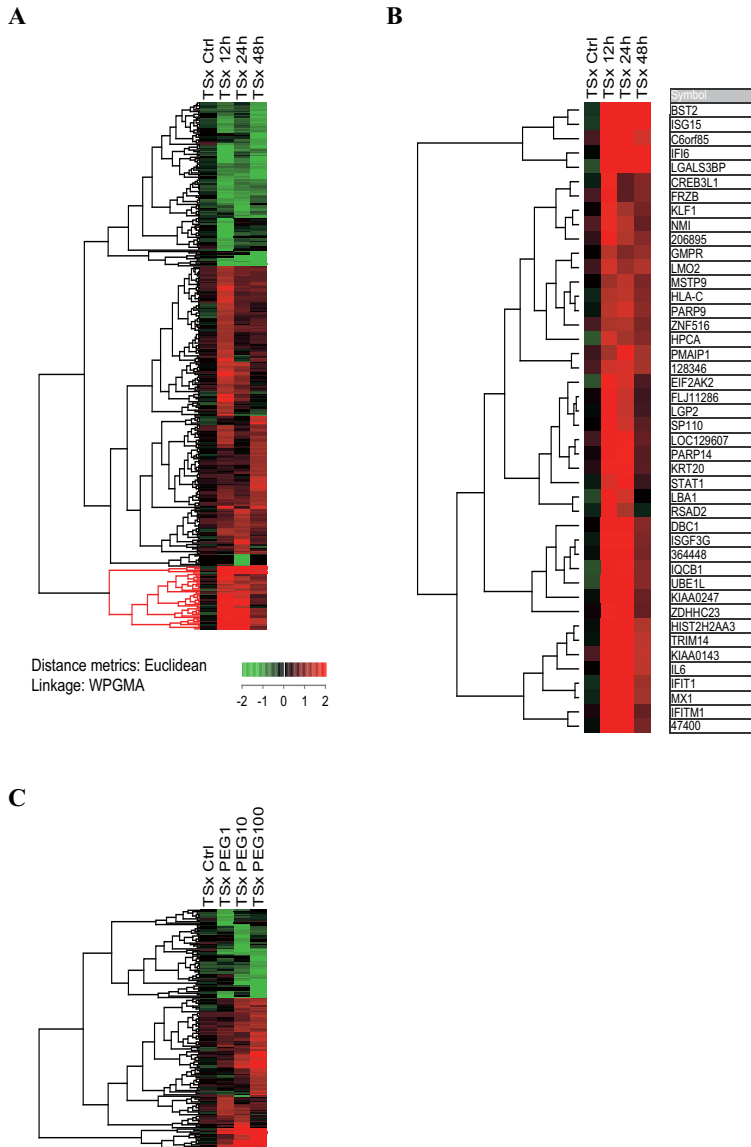 A
TSx Ctrl
TSx 12h
TSx 24h
TSx 48h
Distance metrics: Euclidean
Linkage: WPGMA
-2 -1 0 1 2
B
TSx Ctrl
TSx 12h
TSx 24h
TSx 48h
Symbol
BST2
ISG15
C6orf85
IFI6
LGALS3BP
CREB3L1
FRZB
KLF1
NMI
206895
GMPR
LMO2
MSTP9
HLA-C
PARP9
ZNF516
HPCA
PMAIP1
128346
EIF2AK2
FLJ11286
LGP2
SP110
LOC129607
PARP14
KRT20
STAT1
LBA1
RSAD2
DBC1
ISGF3G
364448
IQCB1
UBE1L
KIAA0247
ZDHHC23
HIST2H2AA3
TRIM14
KIAA0143
IL6
IFIT1
MX1
IFITM1
47400
C
TSx Ctrl
TSx PEG1
TSx PEG10
TSx PEG100